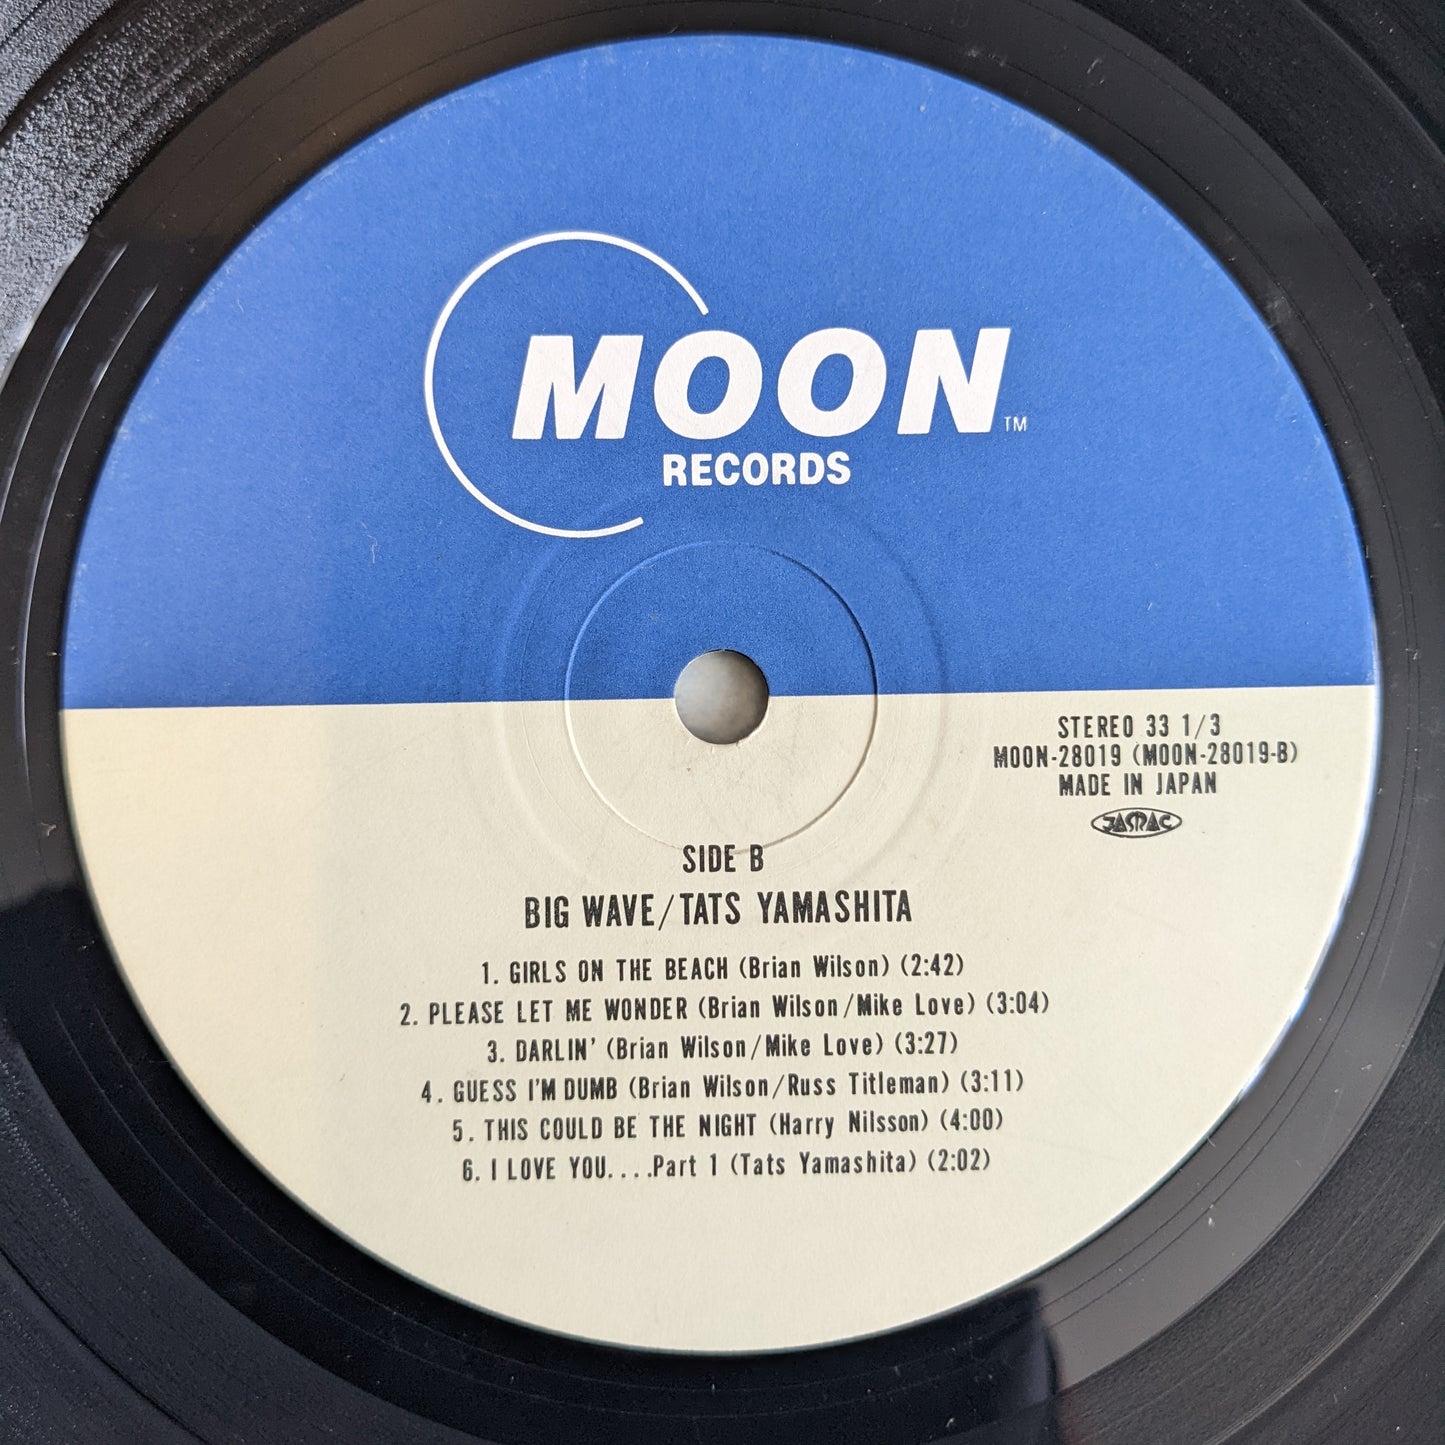 MOON TM
RECORDS
STEREO 33 1/3
MOON-28019 (MOON-28019-B)
MADE IN JAPAN
JASRAC
SIDE B
BIG WAVE/TATS YAMASHITA
1. GIRLS ON THE BEACH (Brian Wilson) (2:42)
2. PLEASE LET ME WONDER (Brian Wilson/Mike Love) (3:04)
3. DARLIN' (Brian Wilson/Mike Love) (3:27)
4. GUESS I'M DUMB (Brian Wilson/Russ Titleman) (3:11)
5. THIS COULD BE THE NIGHT (Harry Nilsson) (4:00)
6. I LOVE YOU....Part 1 (Tats Yamashita) (2:02)